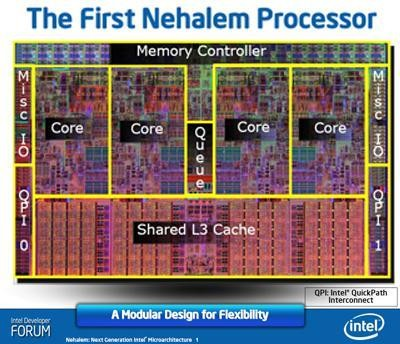 The First Nehalem Processor
Memory Controller
Misc IO
Core
Core
Queue
Core
Core
Misc IO
QPI 0
Shared L3 Cache
QPI 1
QPI: Intel® QuickPath
Interconnect
A Modular Design for Flexibility
Intel Developer
FORUM
intel
Nehalem: Next Generation Intel® Microarchitecture 1